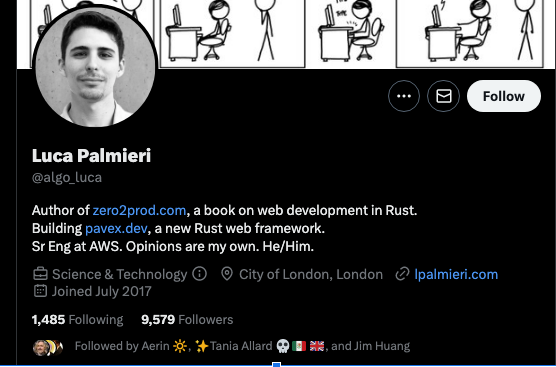 Follow
Luca Palmieri
@algo_luca
Author of zero2prod.com, a book on web development in Rust.
Building pavex.dev, a new Rust web framework.
Sr Eng at AWS. Opinions are my own. He/Him.
Science & Technology City of London, London lpalmieri.com
Joined July 2017
1,485 Following 9,579 Followers
Followed by Aerin ☀️, ✨Tania Allard 💀🇲🇽🇬🇧, and Jim Huang